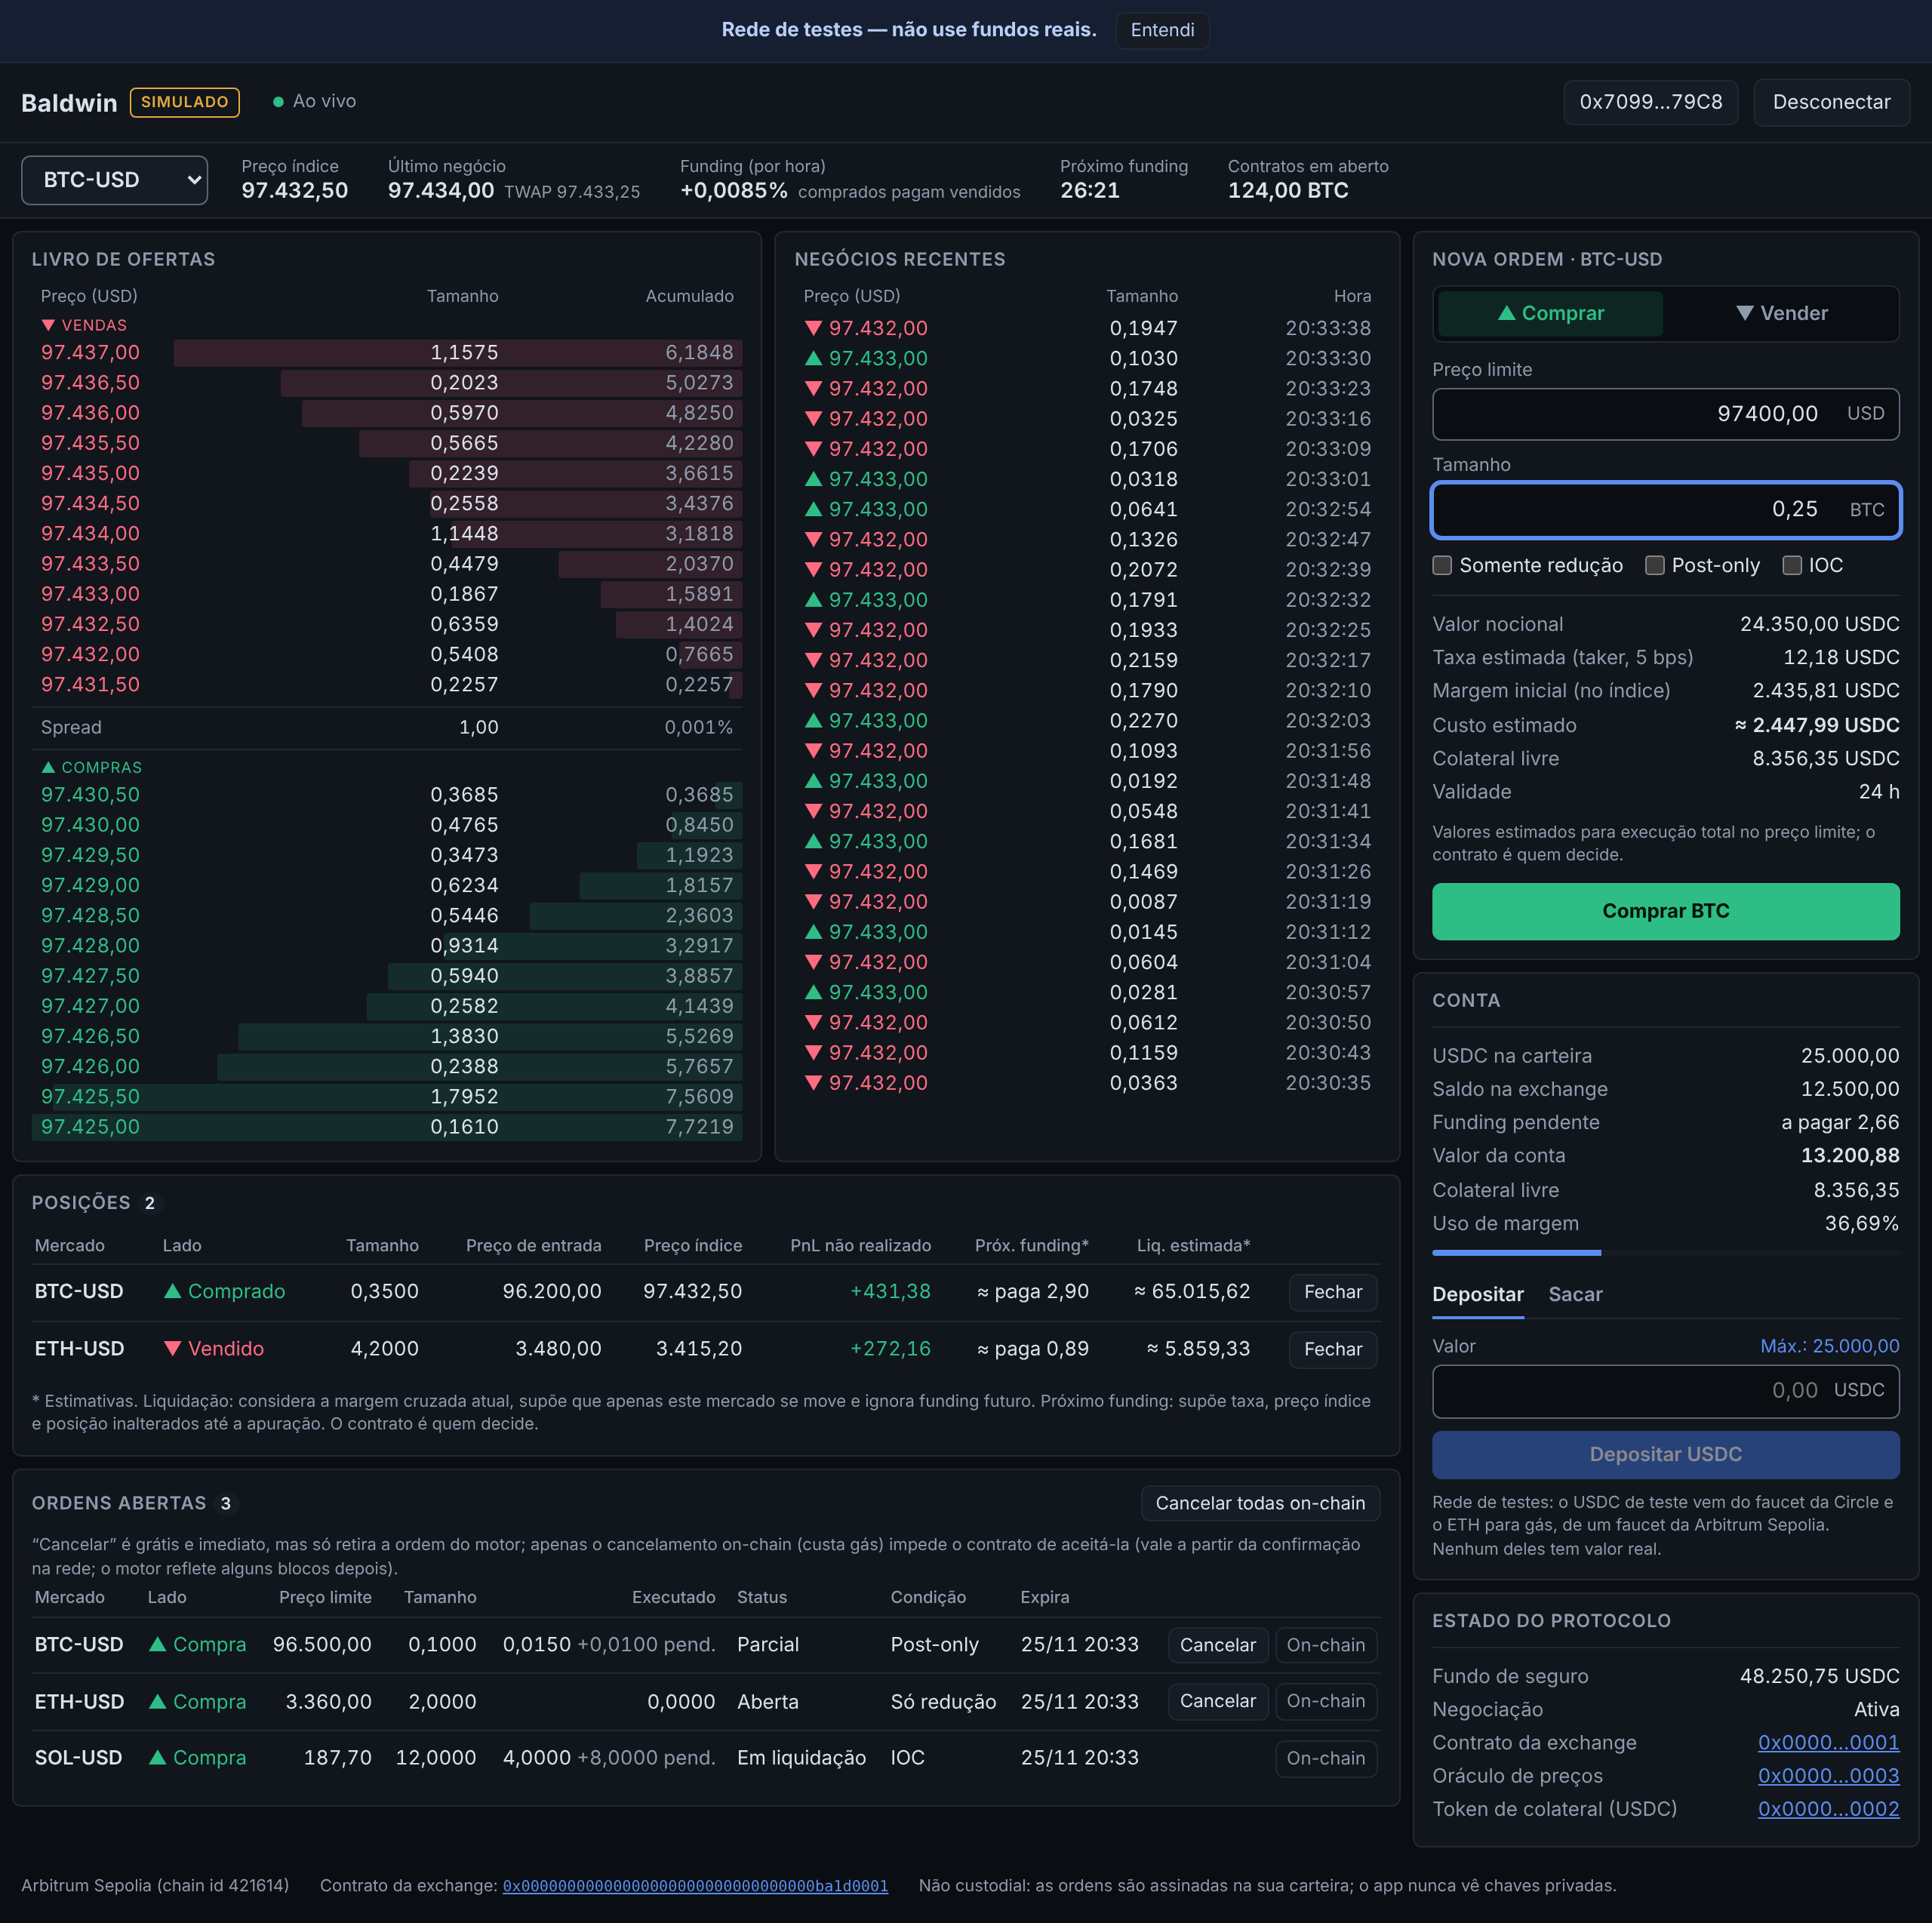 Rede de testes — não use fundos reais. Entendi
Baldwin SIMULADO Ao vivo 0x7099...79C8 Desconectar
BTC-USD
Preço índice
97.432,50
Último negócio
97.434,00 TWAP 97.433,25
Funding (por hora)
+0,0085% comprados pagam vendidos
Próximo funding
26:21
Contratos em aberto
124,00 BTC
LIVRO DE OFERTAS
Preço (USD) Tamanho Acumulado
▼ VENDAS
97.437,00 1,1575 6,1848
97.436,50 0,2023 5,0273
97.436,00 0,5970 4,8250
97.435,50 0,5665 4,2280
97.435,00 0,2239 3,6615
97.434,50 0,2558 3,4376
97.434,00 1,1448 3,1818
97.433,50 0,4479 2,0370
97.433,00 0,1867 1,5891
97.432,50 0,6359 1,4024
97.432,00 0,5408 0,7665
97.431,50 0,2257 0,2257
Spread 1,00 0,001%
▲ COMPRAS
97.430,50 0,3685 0,3685
97.430,00 0,4765 0,8450
97.429,50 0,3473 1,1923
97.429,00 0,6234 1,8157
97.428,50 0,5446 2,3603
97.428,00 0,9314 3,2917
97.427,50 0,5940 3,8857
97.427,00 0,2582 4,1439
97.426,50 1,3830 5,5269
97.426,00 0,2388 5,7657
97.425,50 1,7952 7,5609
97.425,00 0,1610 7,7219
NEGÓCIOS RECENTES
Preço (USD) Tamanho Hora
▼ 97.432,00 0,1947 20:33:38
▲ 97.433,00 0,1030 20:33:30
▼ 97.432,00 0,1748 20:33:23
▼ 97.432,00 0,0325 20:33:16
▼ 97.432,00 0,1706 20:33:09
▲ 97.433,00 0,0318 20:33:01
▲ 97.433,00 0,0641 20:32:54
▼ 97.432,00 0,1326 20:32:47
▼ 97.432,00 0,2072 20:32:39
▲ 97.433,00 0,1791 20:32:32
▼ 97.432,00 0,1933 20:32:25
▼ 97.432,00 0,2159 20:32:17
▼ 97.432,00 0,1790 20:32:10
▲ 97.433,00 0,2270 20:32:03
▼ 97.432,00 0,1093 20:31:56
▲ 97.433,00 0,0192 20:31:48
▼ 97.432,00 0,0548 20:31:41
▲ 97.433,00 0,1681 20:31:34
▼ 97.432,00 0,1469 20:31:26
▼ 97.432,00 0,0087 20:31:19
▲ 97.433,00 0,0145 20:31:12
▼ 97.432,00 0,0604 20:31:04
▲ 97.433,00 0,0281 20:30:57
▼ 97.432,00 0,0612 20:30:50
▼ 97.432,00 0,1159 20:30:43
▼ 97.432,00 0,0363 20:30:35
NOVA ORDEM · BTC-USD
▲ Comprar ▼ Vender
Preço limite
97400,00 USD
Tamanho
0,25 BTC
Somente redução Post-only IOC
Valor nocional 24.350,00 USDC
Taxa estimada (taker, 5 bps) 12,18 USDC
Margem inicial (no índice) 2.435,81 USDC
Custo estimado ≈ 2.447,99 USDC
Colateral livre 8.356,35 USDC
Validade 24 h
Valores estimados para execução total no preço limite; o
contrato é quem decide.
Comprar BTC
CONTA
USDC na carteira 25.000,00
Saldo na exchange 12.500,00
Funding pendente a pagar 2,66
Valor da conta 13.200,88
Colateral livre 8.356,35
Uso de margem 36,69%
Depositar Sacar
Valor Máx.: 25.000,00
0,00 USDC
Depositar USDC
Rede de testes: o USDC de teste vem do faucet da Circle e
o ETH para gás, de um faucet da Arbitrum Sepolia.
Nenhum deles tem valor real.
ESTADO DO PROTOCOLO
Fundo de seguro 48.250,75 USDC
Negociação Ativa
Contrato da exchange 0x0000...0001
Oráculo de preços 0x0000...0003
Token de colateral (USDC) 0x0000...0002
POSIÇÕES 2
Mercado Lado Tamanho Preço de entrada Preço índice PnL não realizado Próx. funding* Liq. estimada*
BTC-USD ▲ Comprado 0,3500 96.200,00 97.432,50 +431,38 ≈ paga 2,90 ≈ 65.015,62 Fechar
ETH-USD ▼ Vendido 4,2000 3.480,00 3.415,20 +272,16 ≈ paga 0,89 ≈ 5.859,33 Fechar
* Estimativas. Liquidação: considera a margem cruzada atual, supõe que apenas este mercado se move e ignora funding futuro. Próximo funding: supõe taxa, preço índice
e posição inalterados até a apuração. O contrato é quem decide.
ORDENS ABERTAS 3 Cancelar todas on-chain
“Cancelar” é grátis e imediato, mas só retira a ordem do motor; apenas o cancelamento on-chain (custa gás) impede o contrato de aceitá-la (vale a partir da confirmação
na rede; o motor reflete alguns blocos depois).
Mercado Lado Preço limite Tamanho Executado Status Condição Expira
BTC-USD ▲ Compra 96.500,00 0,1000 0,0150 +0,0100 pend. Parcial Post-only 25/11 20:33 Cancelar On-chain
ETH-USD ▲ Compra 3.360,00 2,0000 0,0000 Aberta Só redução 25/11 20:33 Cancelar On-chain
SOL-USD ▲ Compra 187,70 12,0000 4,0000 +8,0000 pend. Em liquidação IOC 25/11 20:33 On-chain
Arbitrum Sepolia (chain id 421614) Contrato da exchange: 0x00000000000000000000000000000000ba1d0001 Não custodial: as ordens são assinadas na sua carteira; o app nunca vê chaves privadas.